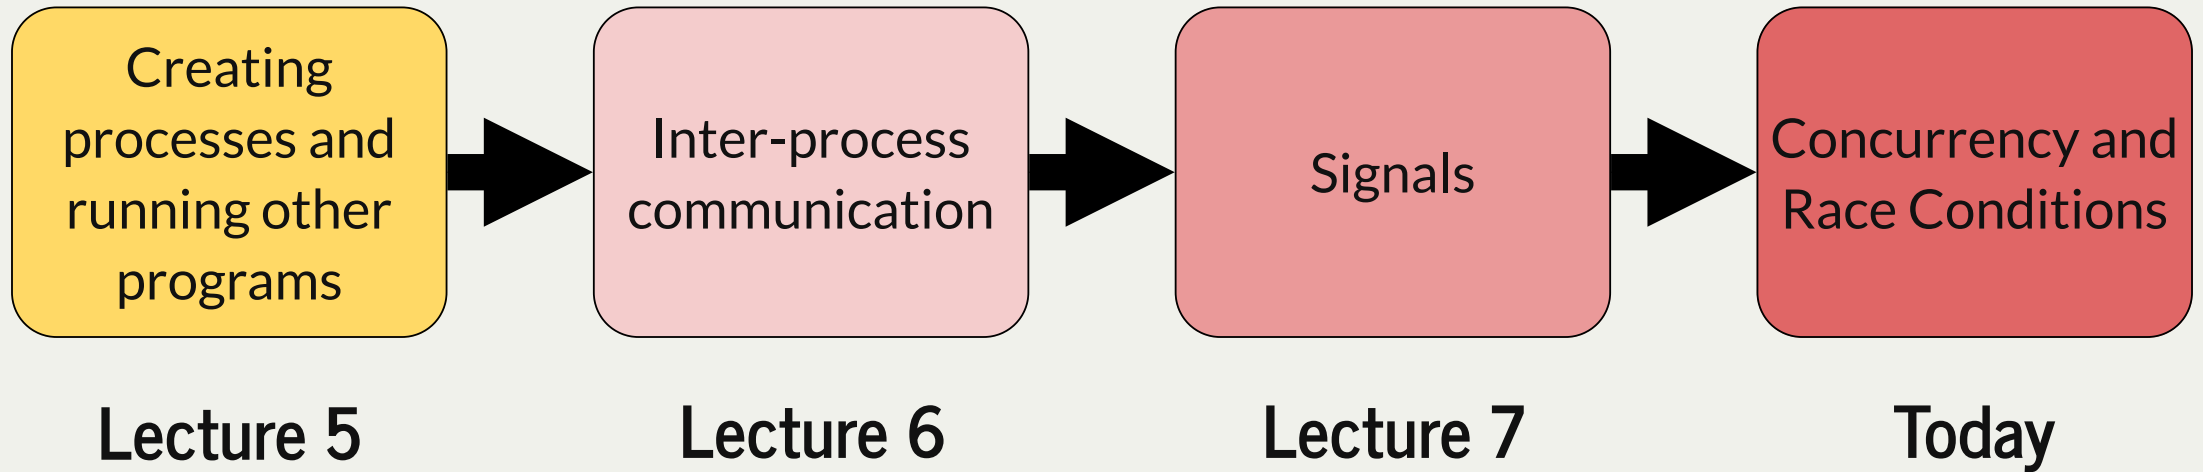 Creating
processes and
running other
programs
Inter-process
communication
Signals
Concurrency and
Race Conditions
Lecture 5
Lecture 6
Lecture 7
Today